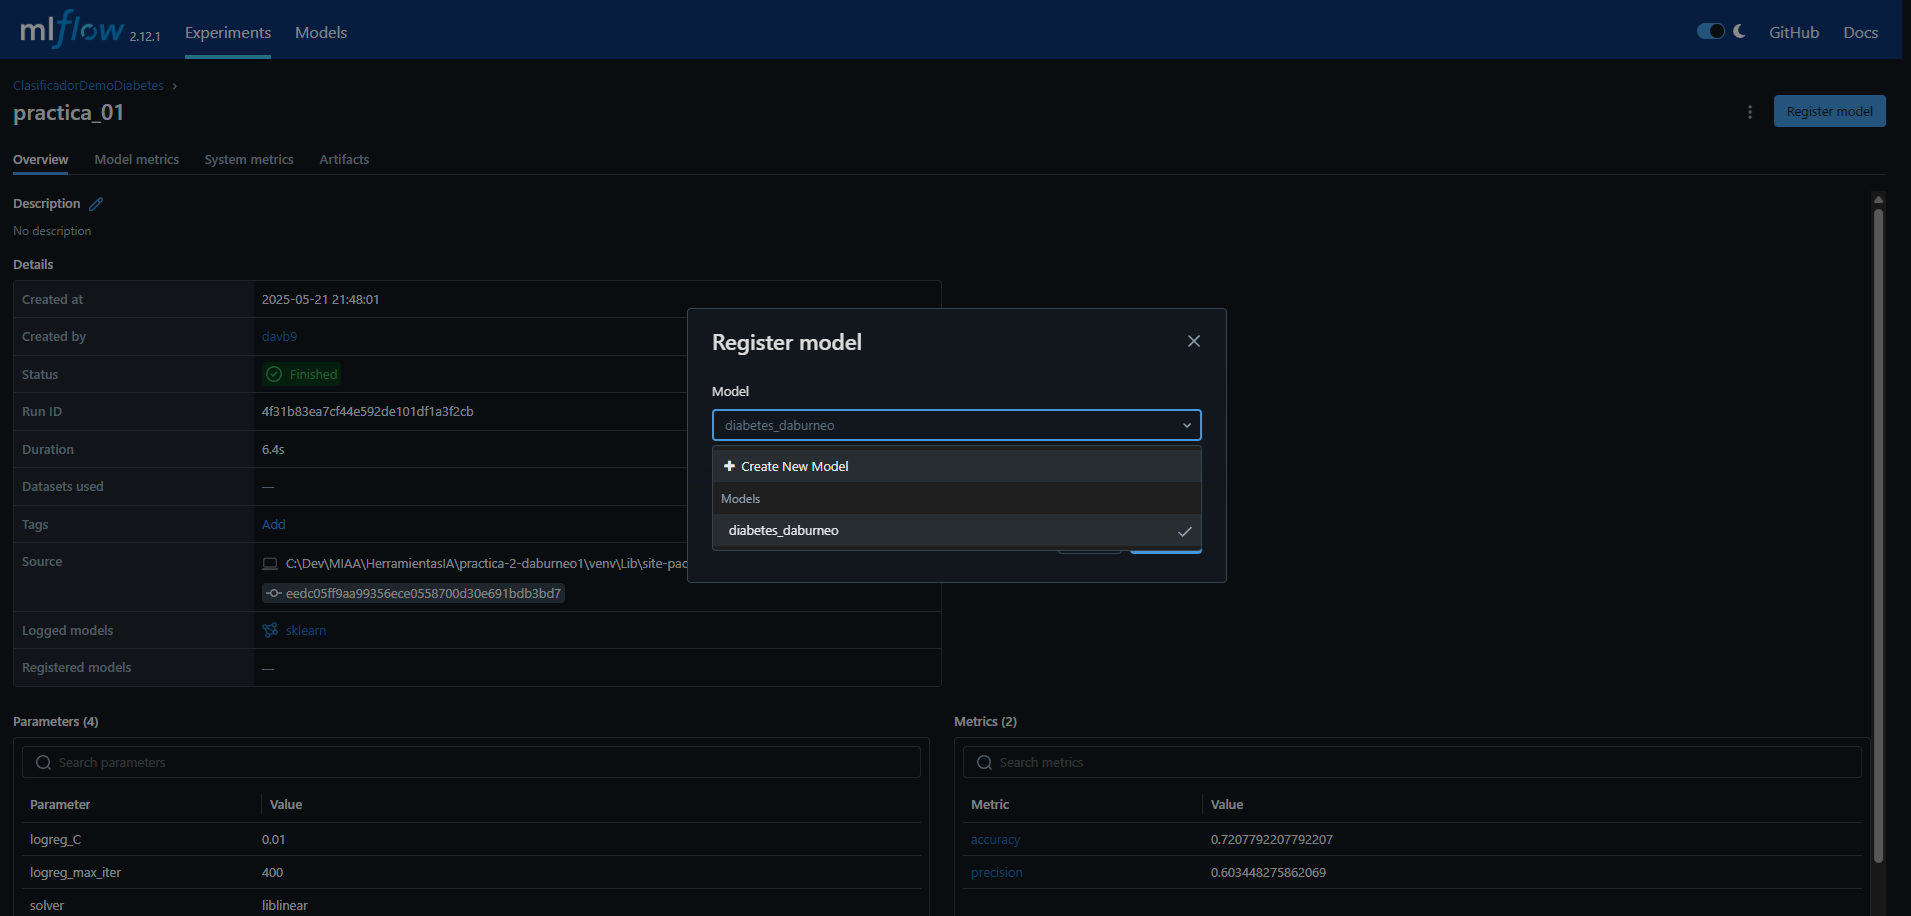 mlflow 2.12.1 Experiments Models GitHub Docs
ClasificadorDemoDiabetes ›
practica_01
Register model
Overview Model metrics System metrics Artifacts
Description
No description
Details
Created at 2025-05-21 21:48:01
Created by davb9
Status Finished
Run ID 4f31b83ea7cf44e592de101df1a3f2cb
Duration 6.4s
Datasets used —
Tags Add
Source C:\Dev\MIAA\HerramientasIA\practica-2-daburneo1\venv\Lib\site-pac
eedc05ff9aa99356ece0558700d30e691bdb3bd7
Logged models sklearn
Registered models —
Register model
Model
diabetes_daburneo
Create New Model
Models
diabetes_daburneo
Parameters (4)
Search parameters
Parameter Value
logreg_C 0.01
logreg_max_iter 400
solver liblinear
Metrics (2)
Search metrics
Metric Value
accuracy 0.7207792207792207
precision 0.603448275862069